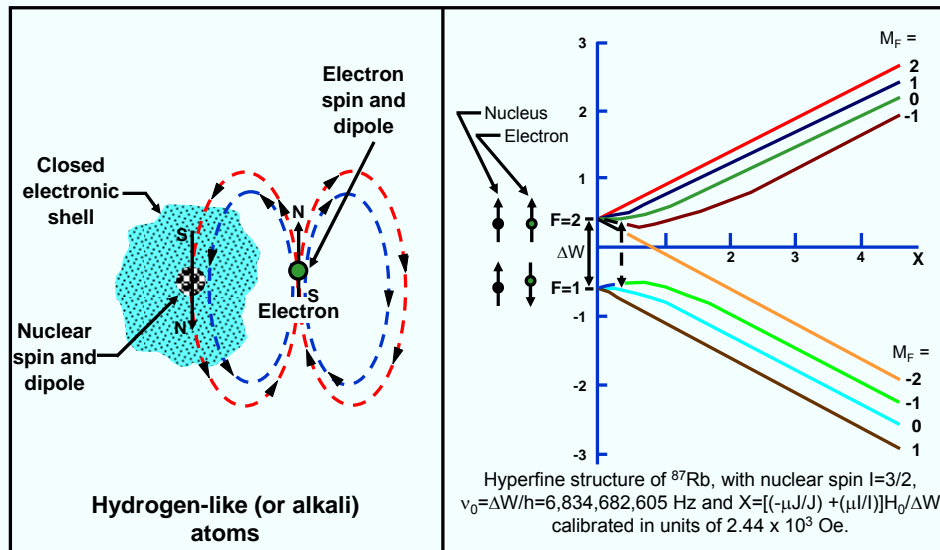 Electron
spin and
dipole
Closed
electronic
shell
N
S
S
Electron
N
Nuclear
spin and
dipole
Hydrogen-like (or alkali)
atoms
3
2
1
-1
-2
-3
M_F =
2
1
0
-1
Nucleus
Electron
F=2
ΔW
F=1
1 2 3 4
X
M_F =
-2
-1
0
1
Hyperfine structure of ⁸⁷Rb, with nuclear spin I=3/2,
ν₀=ΔW/h=6,834,682,605 Hz and X=[(-μJ/J) +(μI/I)]H₀/ΔW
calibrated in units of 2.44 x 10³ Oe.